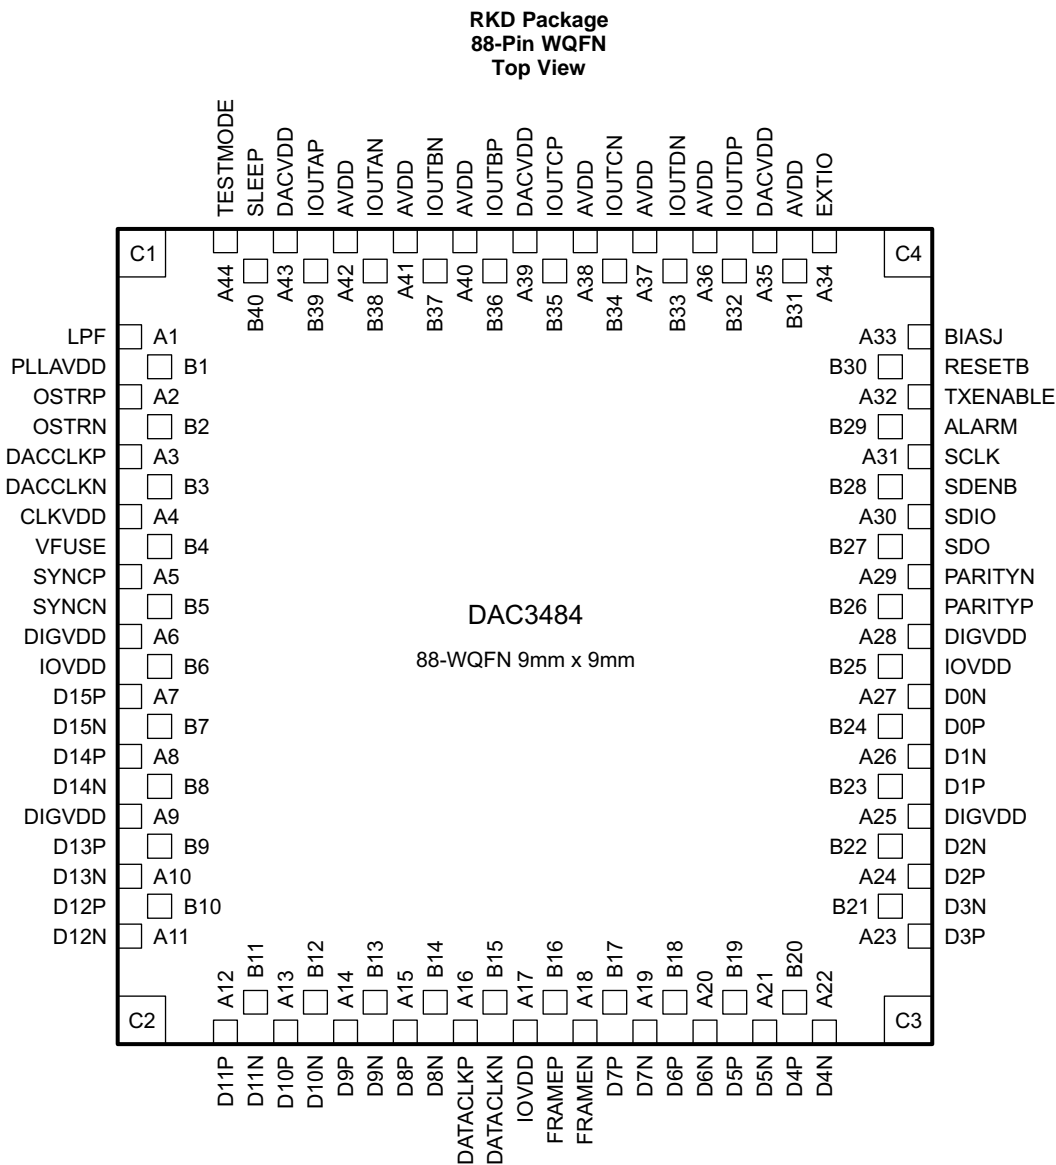 RKD Package
88-Pin WQFN
Top View
TESTMODE
SLEEP
DACVDD
IOUTAP
AVDD
IOUTAN
AVDD
IOUTBN
AVDD
IOUTBP
DACVDD
IOUTCP
AVDD
IOUTCN
AVDD
IOUTDN
AVDD
IOUTDP
DACVDD
AVDD
EXTIO
C1
A44
B40
A43
B39
A42
B38
A41
B37
A40
B36
A39
B35
A38
B34
A37
B33
A36
B32
A35
B31
A34
C4
LPF A1
PLLAVDD B1
OSTRP A2
OSTRN B2
DACCLKP A3
DACCLKN B3
CLKVDD A4
VFUSE B4
SYNCP A5
SYNCN B5
DIGVDD A6
IOVDD B6
D15P A7
D15N B7
D14P A8
D14N B8
DIGVDD A9
D13P B9
D13N A10
D12P B10
D12N A11
DAC3484
88-WQFN 9mm x 9mm
A33 BIASJ
B30 RESETB
A32 TXENABLE
B29 ALARM
A31 SCLK
B28 SDENB
A30 SDIO
B27 SDO
A29 PARITYN
B26 PARITYP
A28 DIGVDD
B25 IOVDD
A27 D0N
B24 D0P
A26 D1N
B23 D1P
A25 DIGVDD
B22 D2N
A24 D2P
B21 D3N
A23 D3P
C2
A12
B11
A13
B12
A14
B13
A15
B14
A16
B15
A17
B16
A18
B17
A19
B18
A20
B19
A21
B20
A22
C3
D11P
D11N
D10P
D10N
D9P
D9N
D8P
D8N
DATACLKP
DATACLKN
IOVDD
FRAMEP
FRAMEN
D7P
D7N
D6P
D6N
D5P
D5N
D4P
D4N